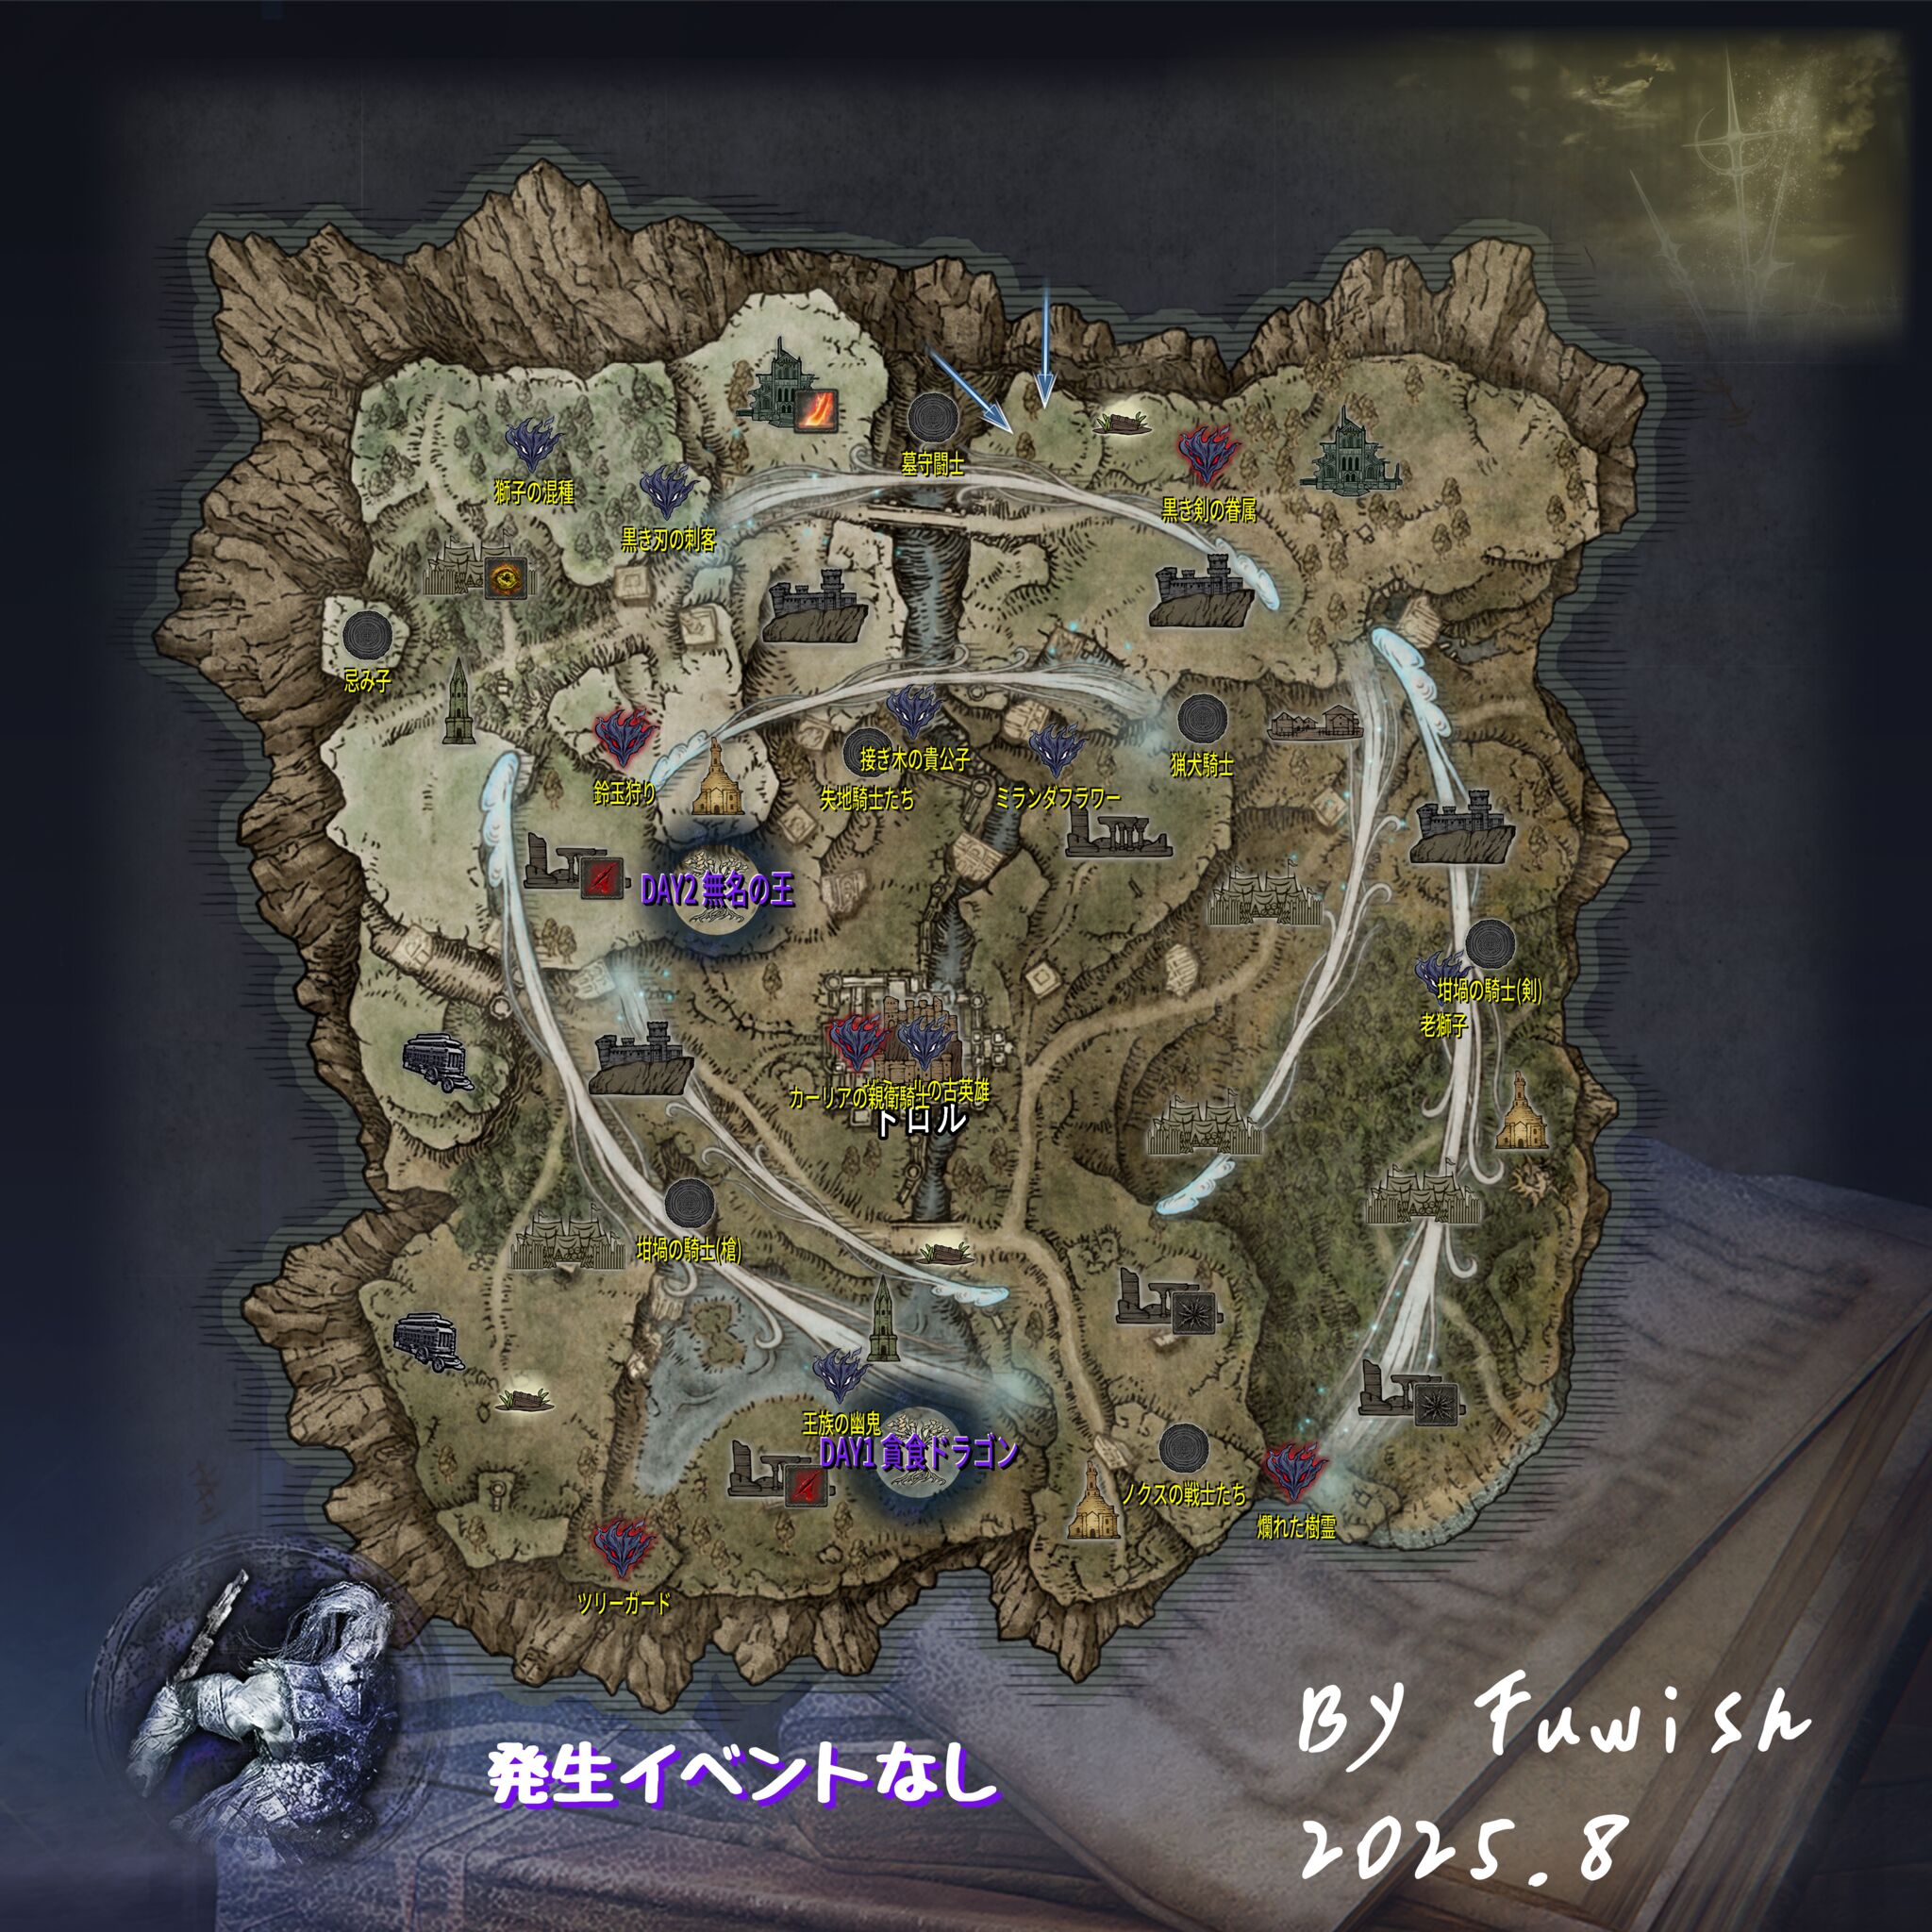 墓守闘士
獅子の混種
黒き刃の刺客
黒き剣の眷属
忌み子
鈴玉狩り
接ぎ木の貴公子
失地騎士たち
ミランダフラワー
猟犬騎士
DAY2 無名の王
坩堝の騎士(剣)
老獅子
カーリアの親衛騎士
の古英雄
トロル
坩堝の騎士(槍)
王族の幽鬼
DAY1 貪食ドラゴン
ノクスの戦士たち
爛れた樹霊
ツリーガード
発生イベントなし
BY Fuwish
2025.8